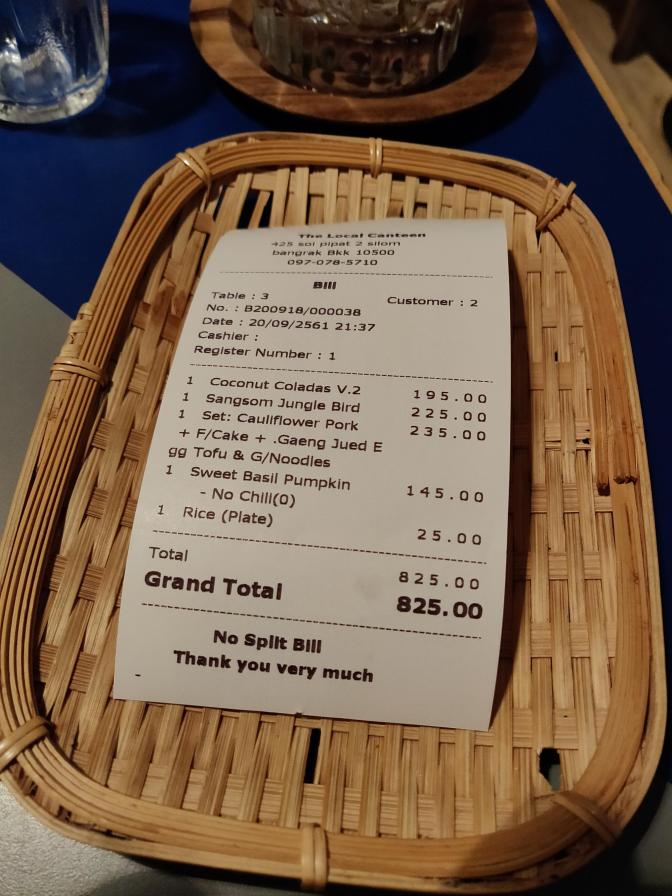 The Local Canteen
425 soi pipat 2 silom
bangrak Bkk 10500
097-078-5710
Bill
Table : 3 Customer : 2
No. : B200918/000038
Date : 20/09/2561 21:37
Cashier :
Register Number : 1
1 Coconut Coladas V.2 195.00
1 Sangsom Jungle Bird 225.00
1 Set: Cauliflower Pork 235.00
+ F/Cake + .Gaeng Jued E
gg Tofu & G/Noodles
1 Sweet Basil Pumpkin 145.00
- No Chili(0)
1 Rice (Plate) 25.00
Total 825.00
Grand Total 825.00
No Split Bill
Thank you very much
-